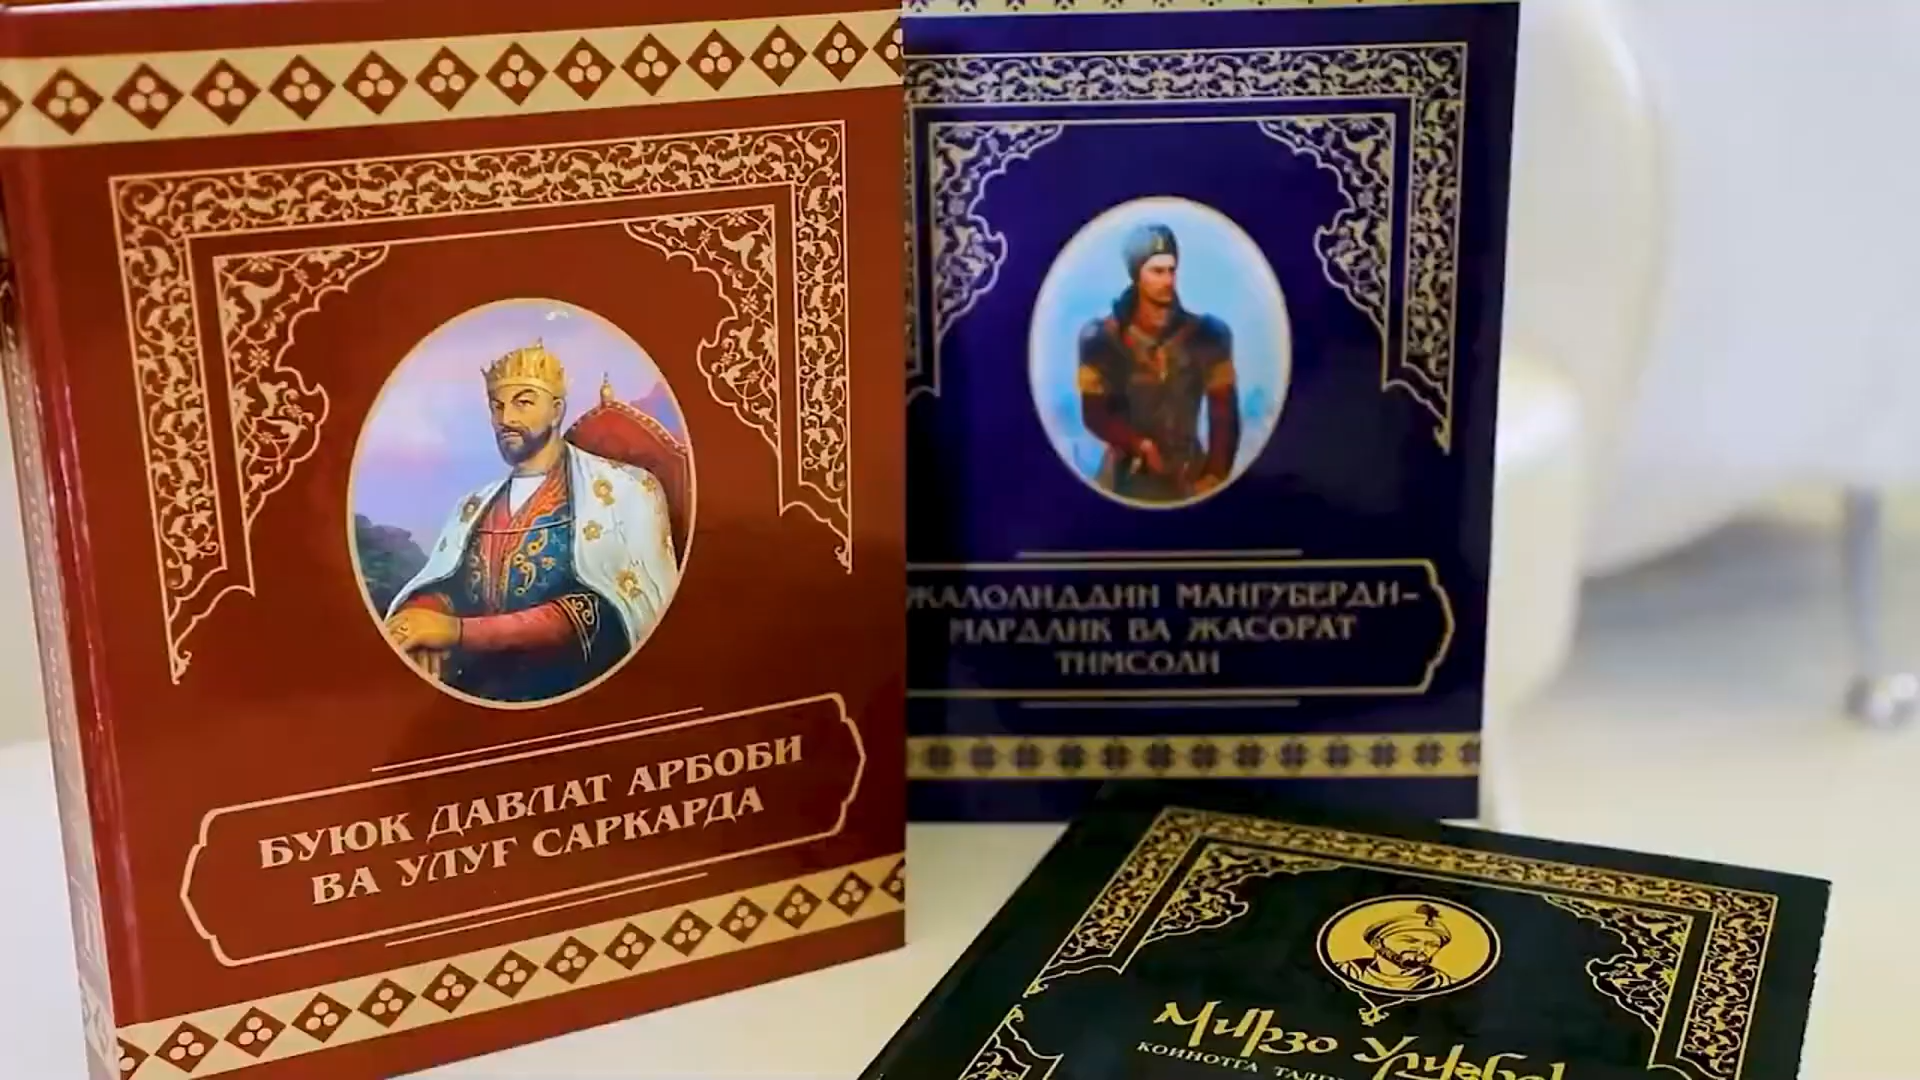 БУЮК ДАВЛАТ АРБОБИ
ВА УЛУҒ САРКАРДА
ЖАЛОЛИДДИН МАНГУБЕРДИ–
МАРДЛИК ВА ЖАСОРАТ
ТИМСОЛИ
Мирзо Улуғбек
КОИНОТГА